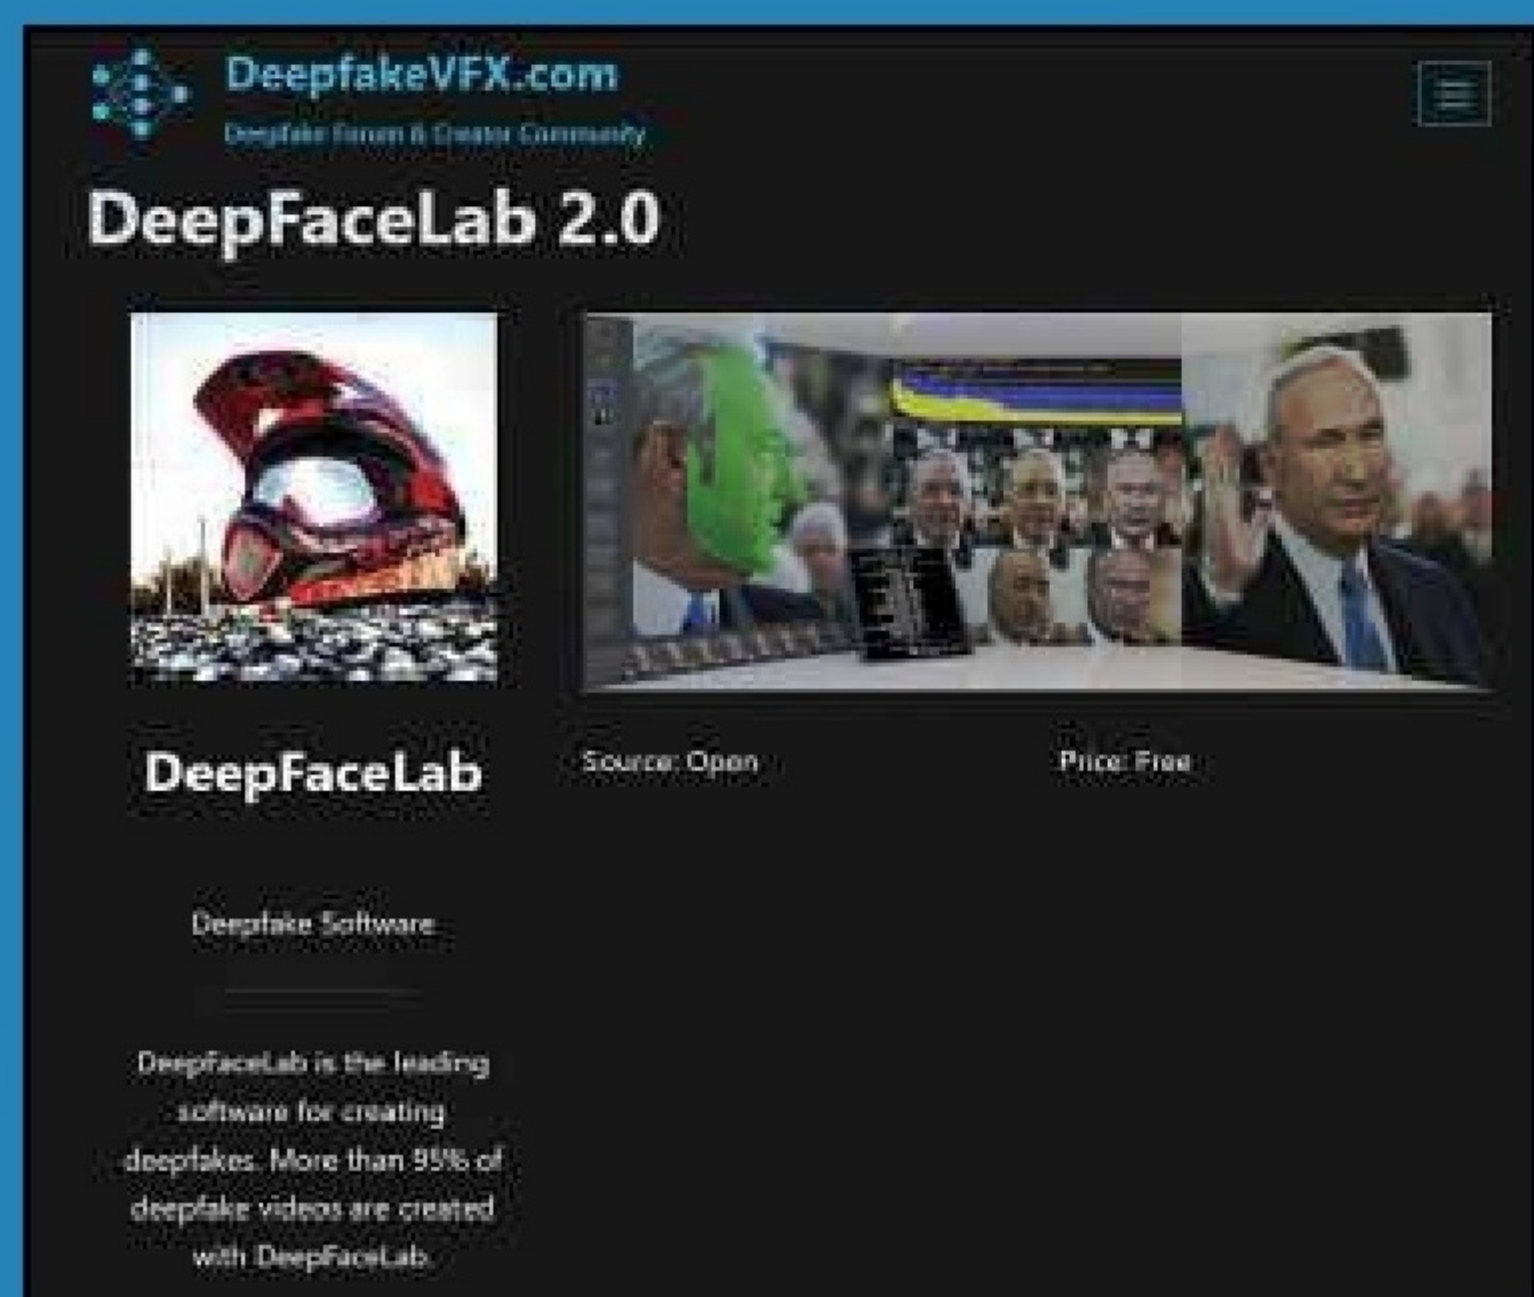 DeepfakeVFX.com
Deepfake Forum & Creator Community
DeepFaceLab 2.0
DeepFaceLab
Source: Open
Price: Free
Deepfake Software
DeepFaceLab is the leading
software for creating
deepfakes. More than 95% of
deepfake videos are created
with DeepFaceLab.